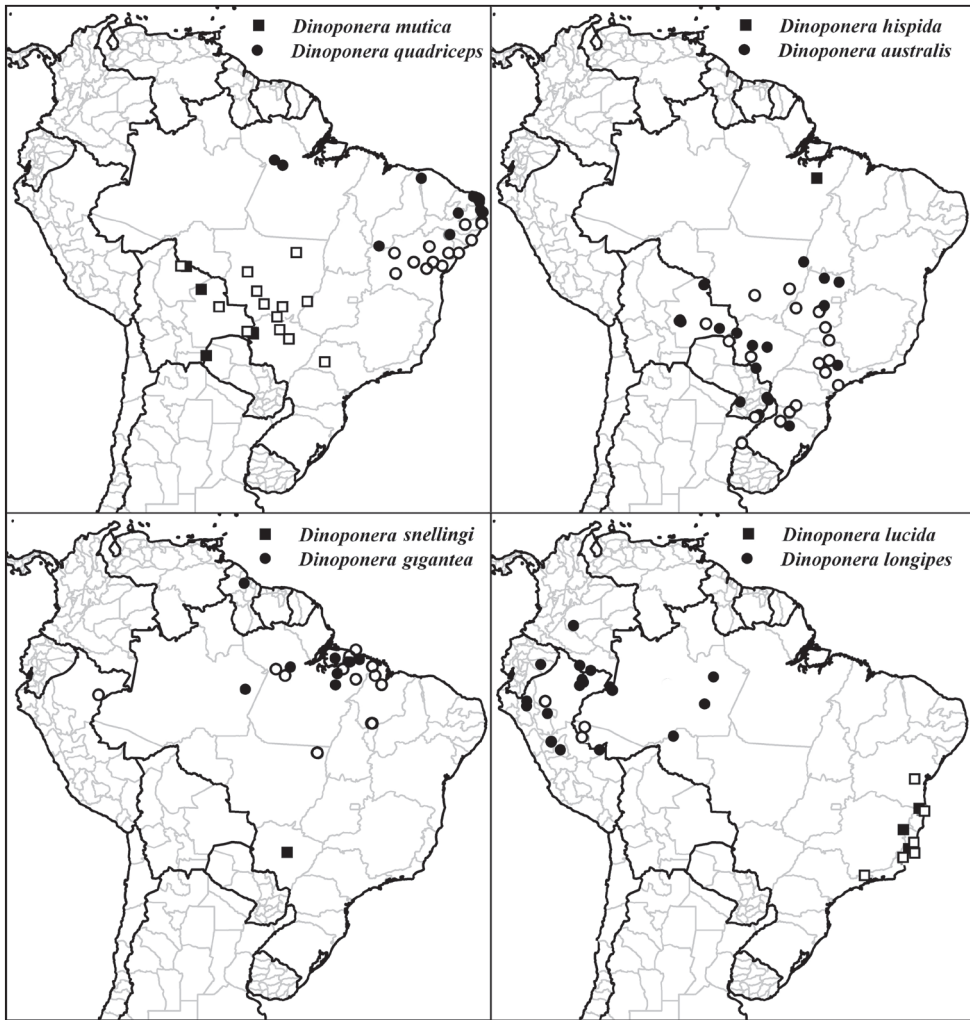 Dinoponera mutica
Dinoponera quadriceps
Dinoponera hispida
Dinoponera australis
Dinoponera snellingi
Dinoponera gigantea
Dinoponera lucida
Dinoponera longipes